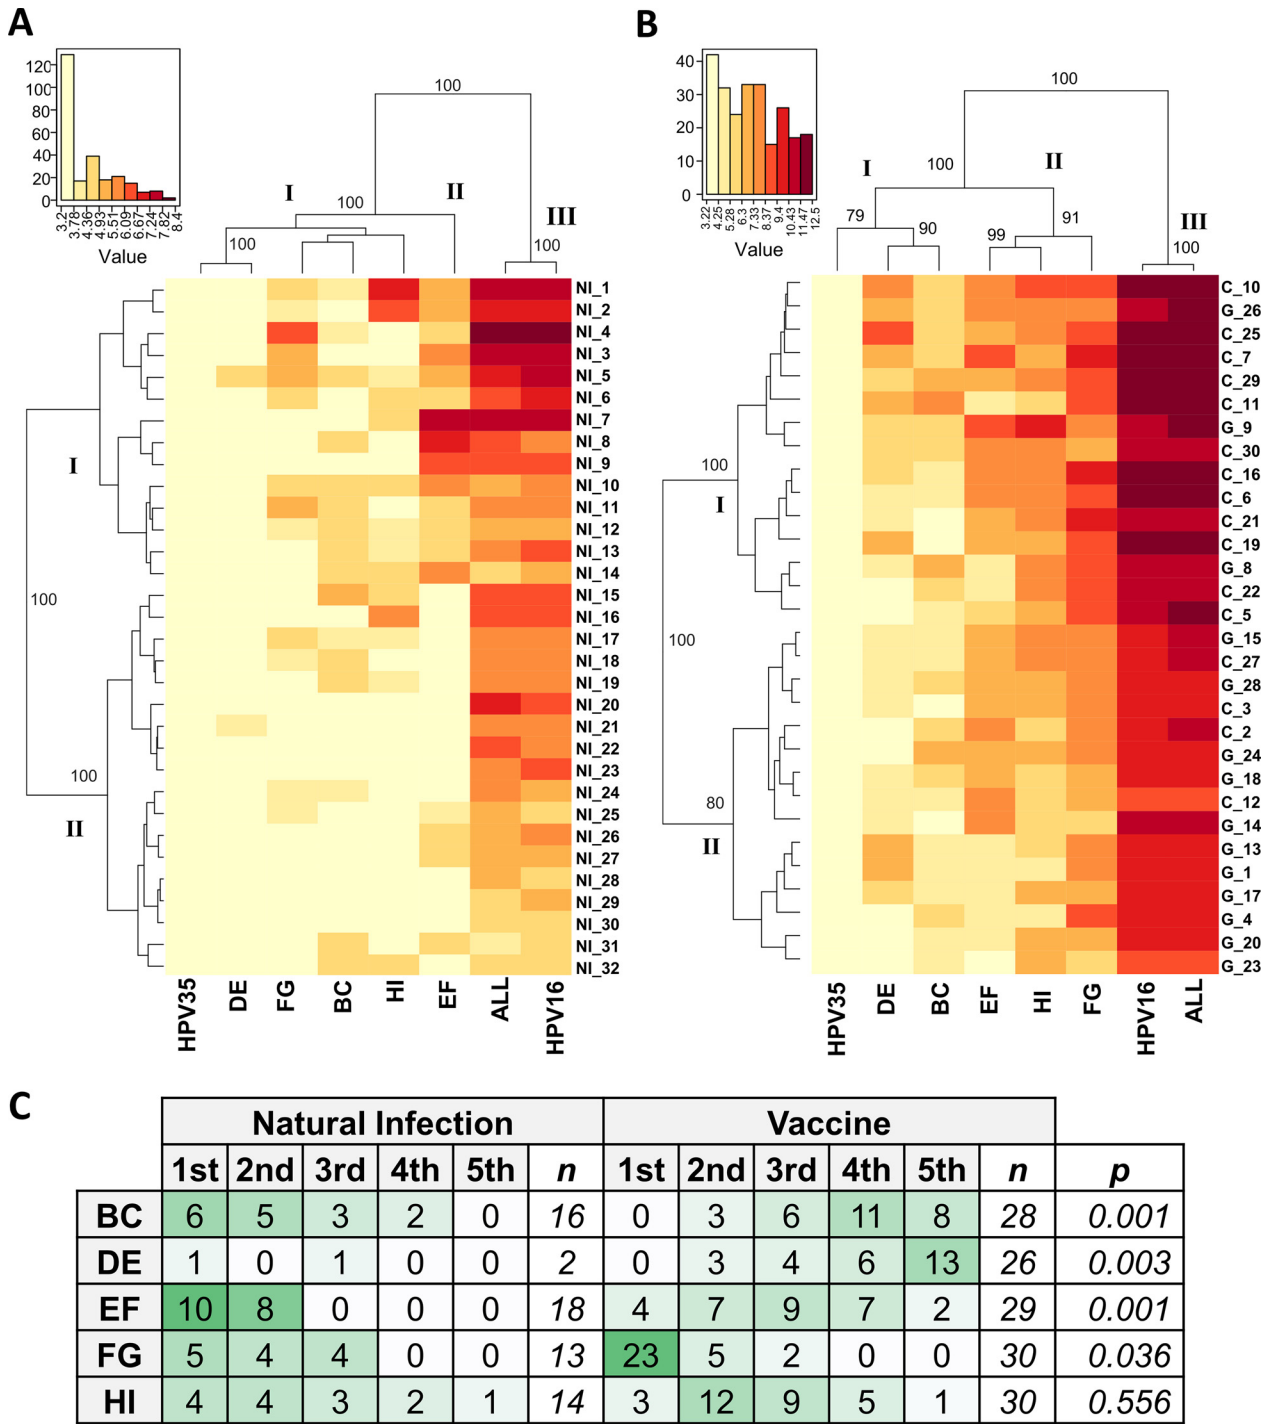 A
120
100
80
60
40
20
0
3.2
3.78
4.36
4.93
5.51
6.09
6.67
7.24
7.82
8.4
Value
100
I
100
II
III
100
100
NI_1
NI_2
NI_4
NI_3
NI_5
NI_6
NI_7
NI_8
NI_9
NI_10
NI_11
NI_12
NI_13
NI_14
NI_15
NI_16
NI_17
NI_18
NI_19
NI_20
NI_21
NI_22
NI_23
NI_24
NI_25
NI_26
NI_27
NI_28
NI_29
NI_30
NI_31
NI_32
I
100
100
II
HPV35 DE FG BC HI EF ALL HPV16
B
40
30
20
10
0
3.22
4.25
5.28
6.3
7.33
8.37
9.4
10.43
11.47
12.5
Value
100
I
100
II
79
90
99
91
III
100
C_10
G_26
C_25
C_7
C_29
C_11
G_9
C_30
C_16
C_6
C_21
C_19
G_8
C_22
C_5
G_15
C_27
G_28
C_3
C_2
G_24
G_18
C_12
G_14
G_13
G_1
G_17
G_4
G_20
G_23
100
I
100
80
II
HPV35 DE BC EF HI FG HPV16 ALL
C
Natural Infection Vaccine
1st 2nd 3rd 4th 5th n 1st 2nd 3rd 4th 5th n p
BC 6 5 3 2 0 16 0 3 6 11 8 28 0.001
DE 1 0 1 0 0 2 0 3 4 6 13 26 0.003
EF 10 8 0 0 0 18 4 7 9 7 2 29 0.001
FG 5 4 4 0 0 13 23 5 2 0 0 30 0.036
HI 4 4 3 2 1 14 3 12 9 5 1 30 0.556